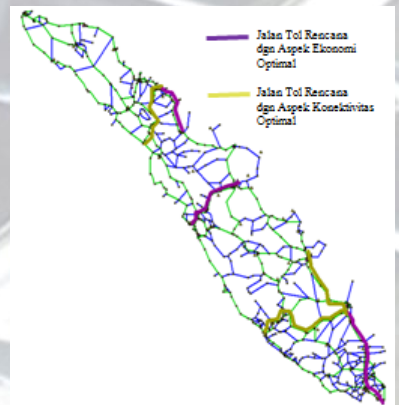 Jalan Tol Rencana
dgn Aspek Ekonomi
Optimal
Jalan Tol Rencana
dgn Aspek Konektivitas
Optimal